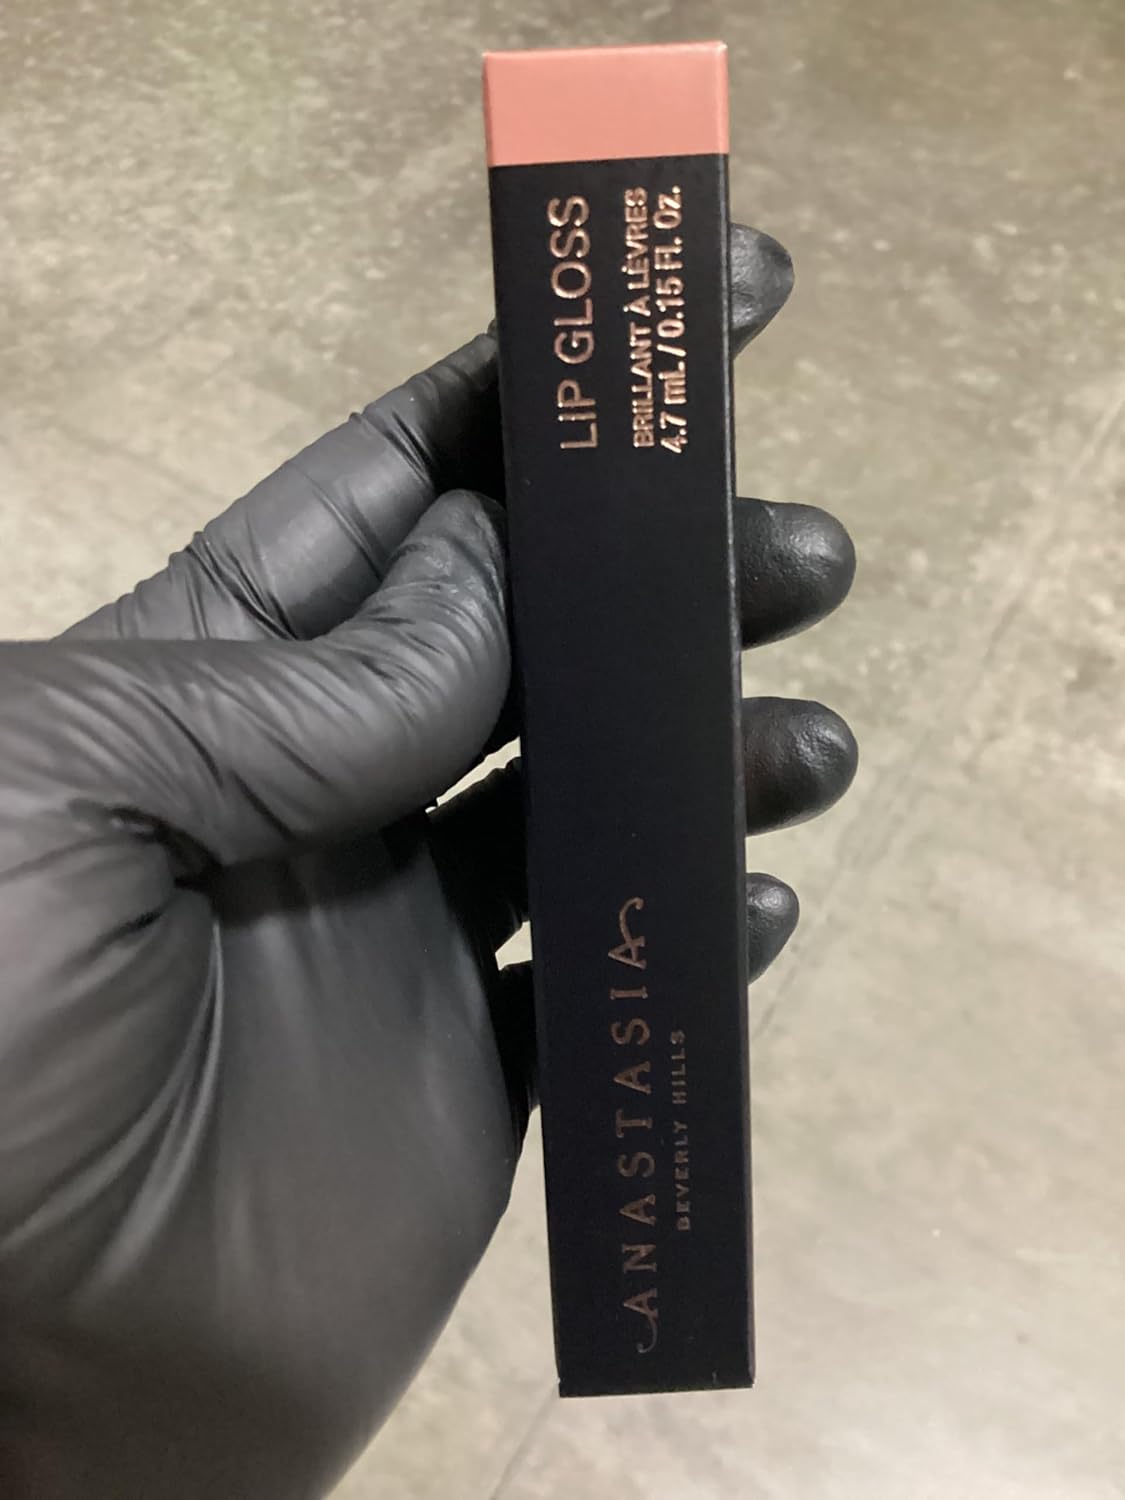 LIP GLOSS
BRILLANT À LÈVRES
4.7 mL / 0.15 Fl. Oz.
ANASTASIA
BEVERLY HILLS